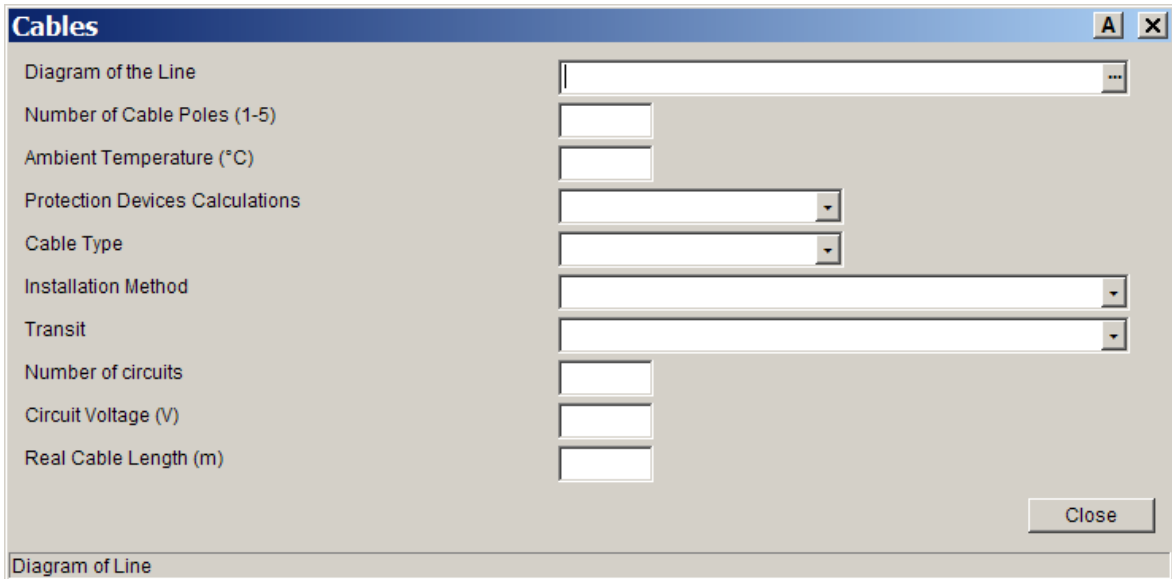 Cables
A
Diagram of the Line
...
Number of Cable Poles (1-5)
Ambient Temperature (°C)
Protection Devices Calculations
Cable Type
Installation Method
Transit
Number of circuits
Circuit Voltage (V)
Real Cable Length (m)
Close
Diagram of Line